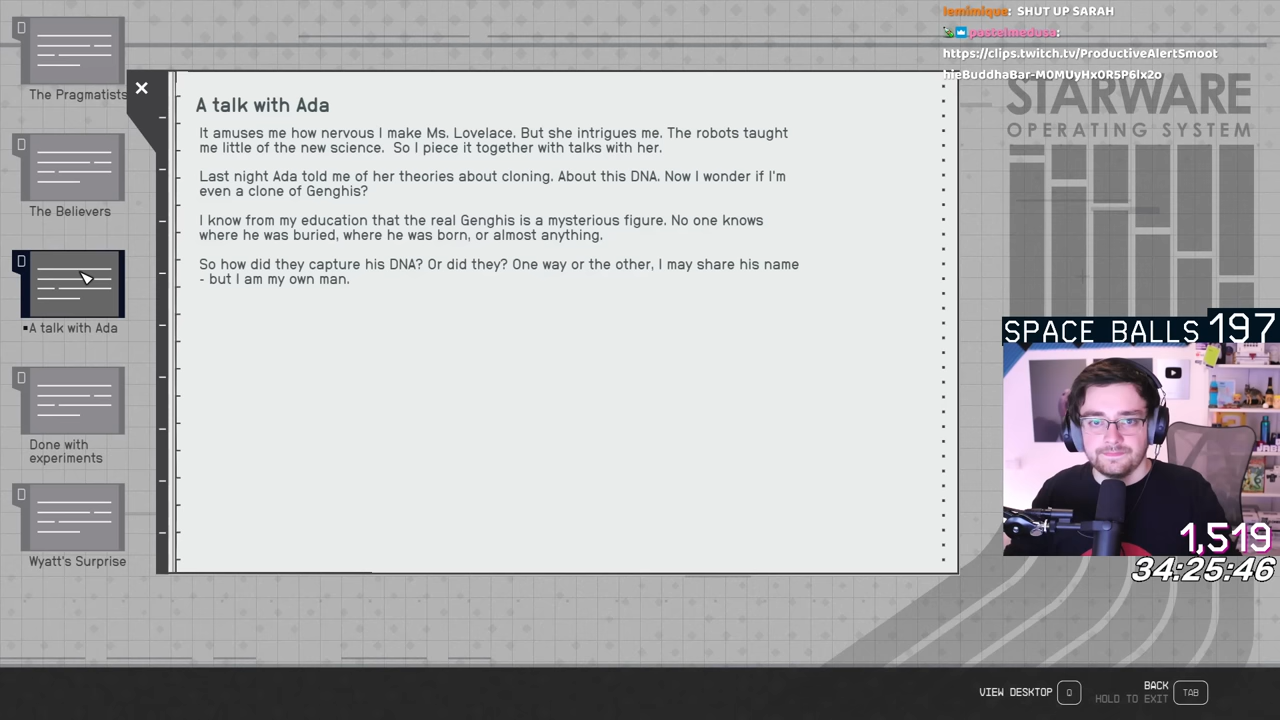 lemimique: SHUT UP SARAH
pastelmedusa:
https://clips.twitch.tv/ProductiveAlertSmoot
hieBuddhaBar-M0MUyHx0R5P6Ix2o
The Pragmatists
The Believers
A talk with Ada
Done with
experiments
Wyatt's Surprise
A talk with Ada
It amuses me how nervous I make Ms. Lovelace. But she intrigues me. The robots taught
me little of the new science.  So I piece it together with talks with her.
Last night Ada told me of her theories about cloning. About this DNA. Now I wonder if I'm
even a clone of Genghis?
I know from my education that the real Genghis is a mysterious figure. No one knows
where he was buried, where he was born, or almost anything.
So how did they capture his DNA? Or did they? One way or the other, I may share his name
- but I am my own man.
STARWARE
OPERATING SYSTEM
SPACE BALLS 197
1,519
34:25:46
VIEW DESKTOP Q
BACK
HOLD TO EXIT TAB